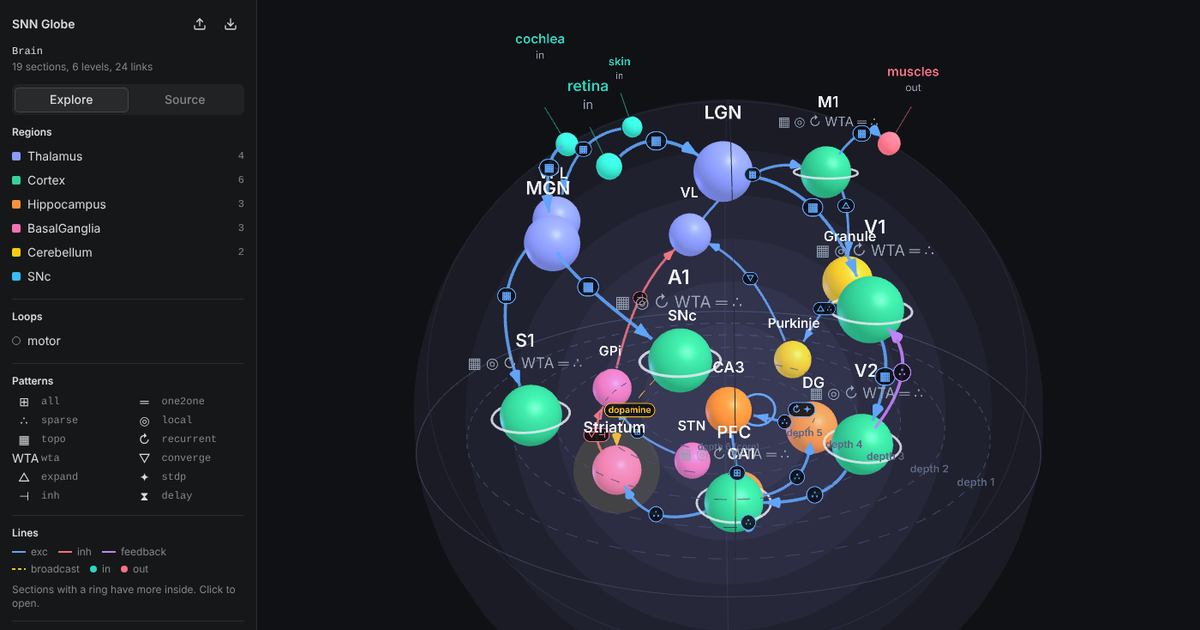 SNN Globe
Brain
19 sections, 6 levels, 24 links
Explore
Source
Regions
Thalamus 4
Cortex 6
Hippocampus 3
BasalGanglia 3
Cerebellum 2
SNc
Loops
motor
Patterns
all
one2one
sparse
local
topo
recurrent
WTA wta
converge
expand
stdp
inh
delay
Lines
exc inh feedback
broadcast in out
Sections with a ring have more inside. Click to
open.
cochlea
in
skin
in
retina
in
muscles
out
LGN
M1
WTA
MGN
VL
V1
Granule
WTA
A1
WTA
SNc
Purkinje
S1
WTA
GPi
CA3
DG
V2
WTA
dopamine
Striatum
STN
PFC
WTA
CA1
depth 5
depth 4
depth 3
depth 2
depth 1